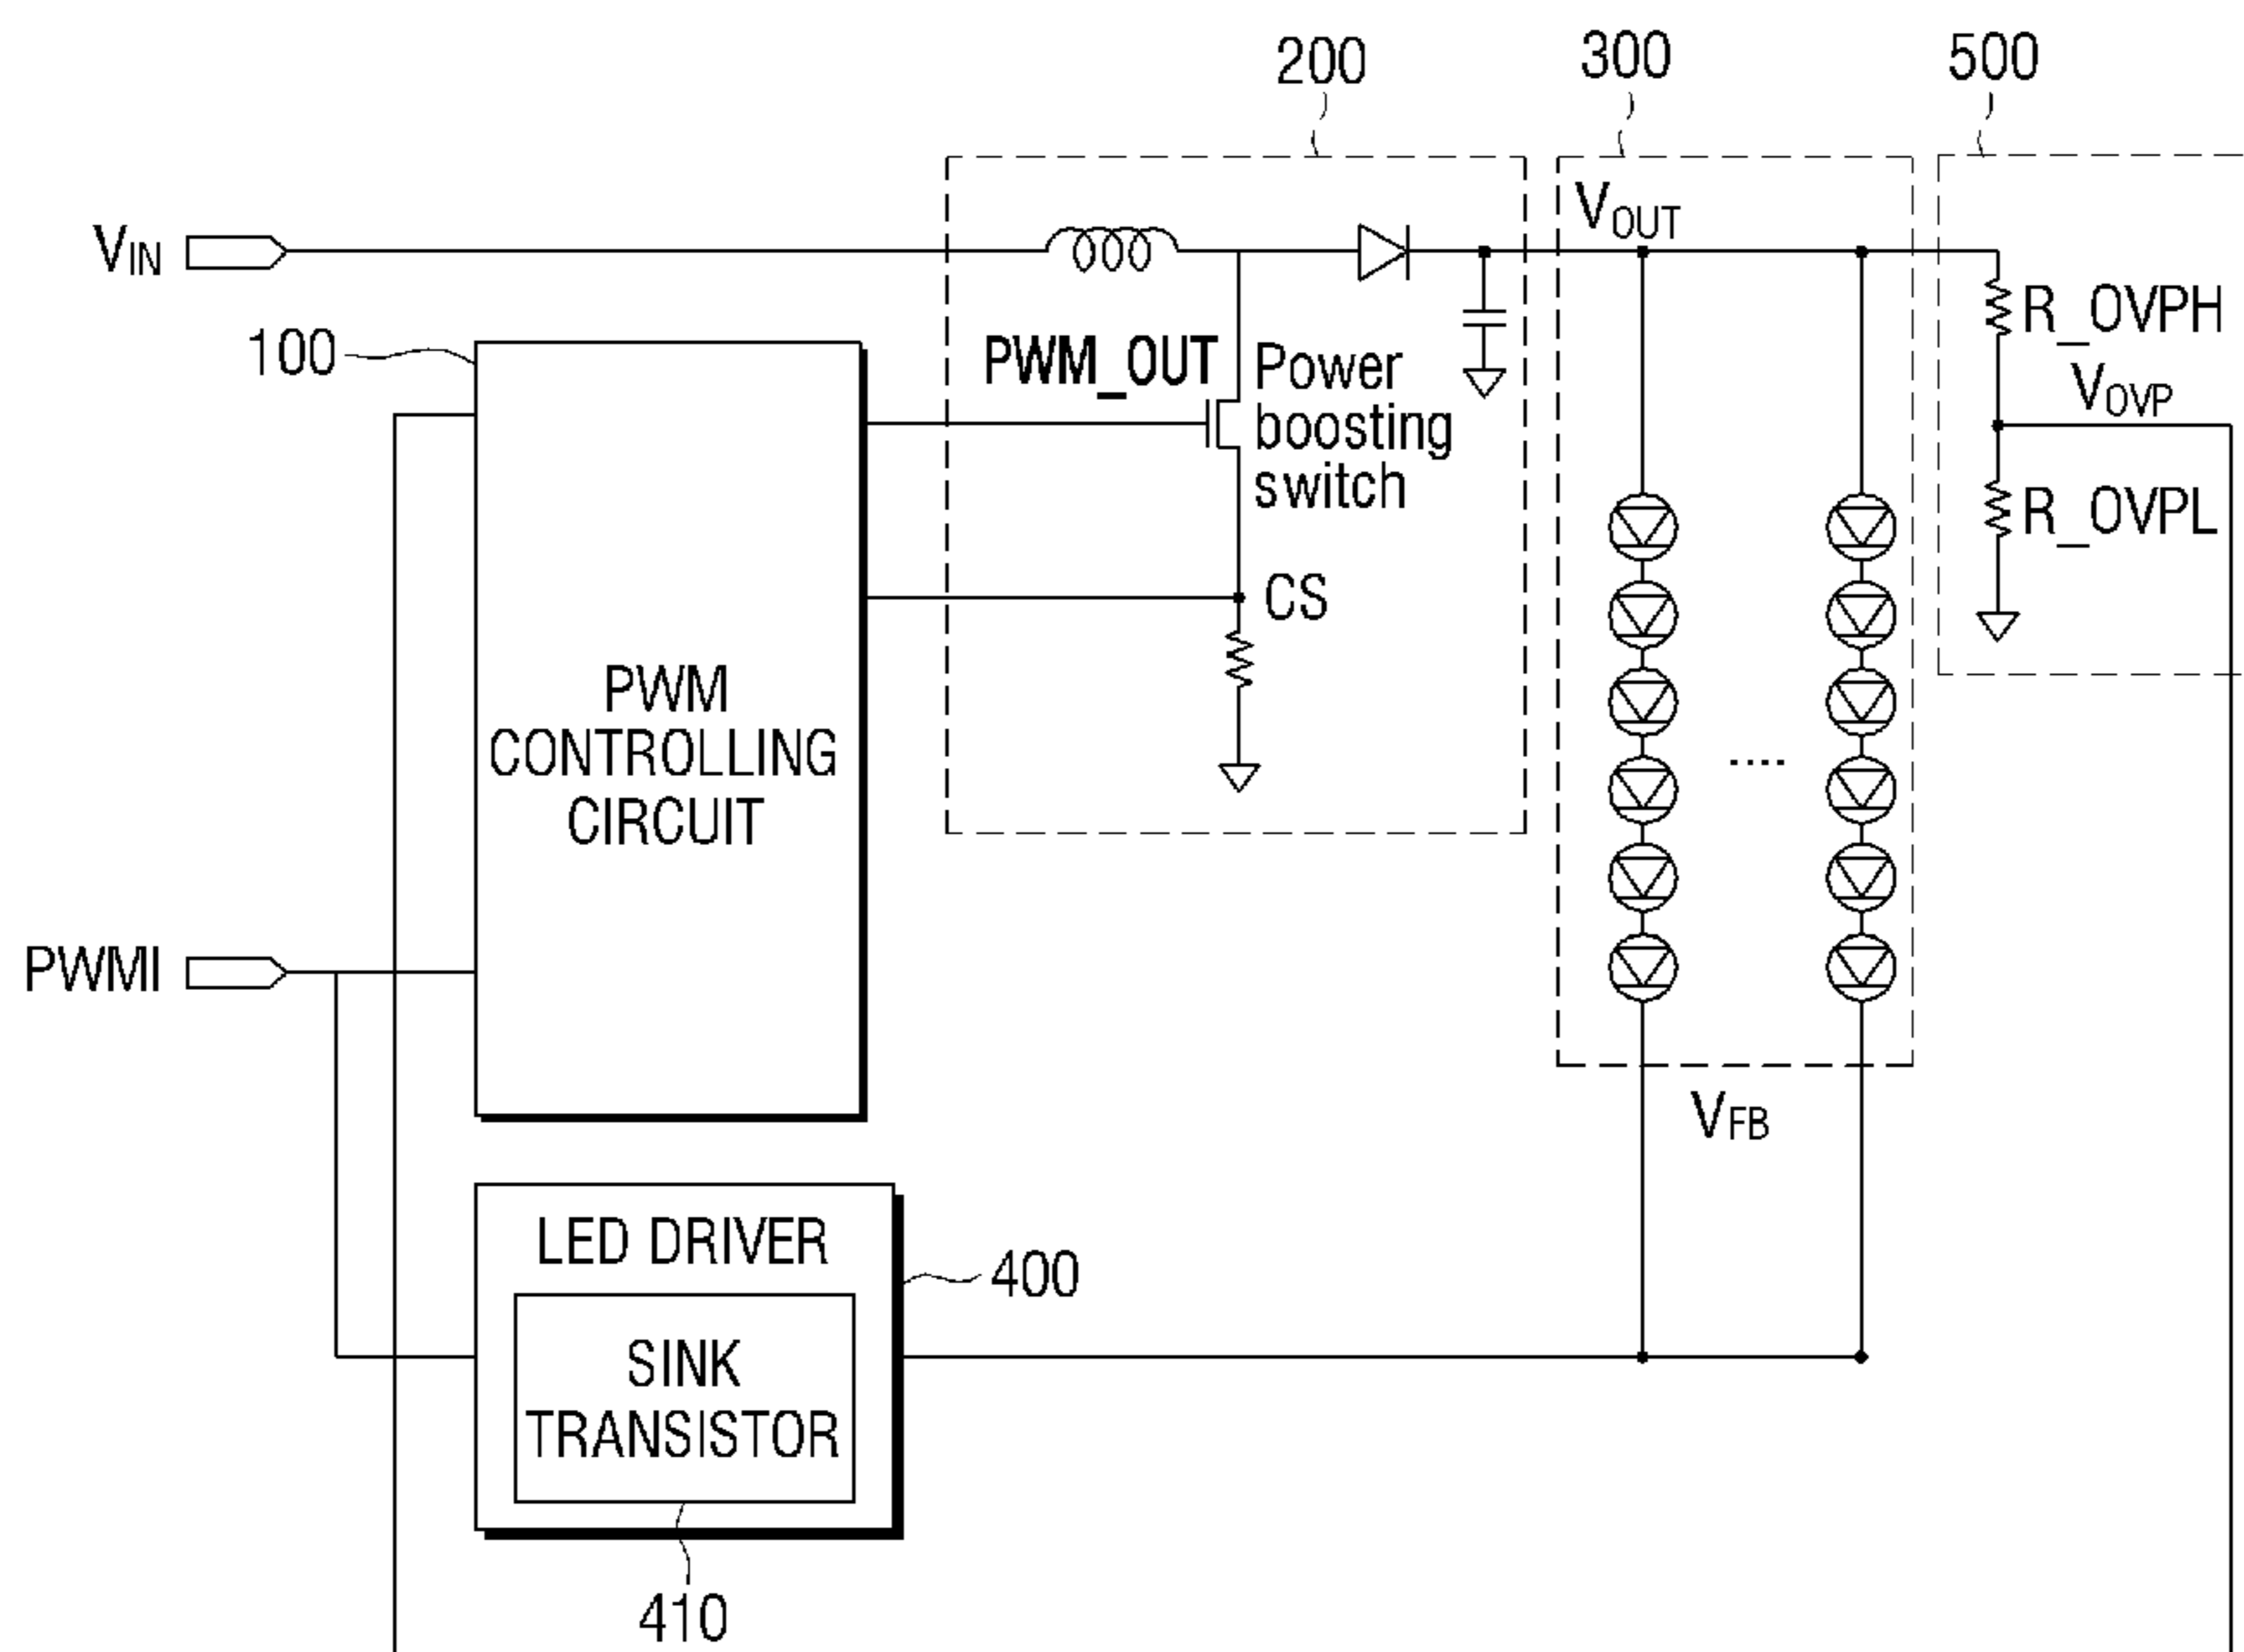 200
300
500
VOUT
VIN
R_OVPH
100
PWM_OUT
Power
boosting
switch
VOVP
R_OVPL
CS
PWM
CONTROLLING
CIRCUIT
....
PWMI
VFB
LED DRIVER
400
SINK
TRANSISTOR
410